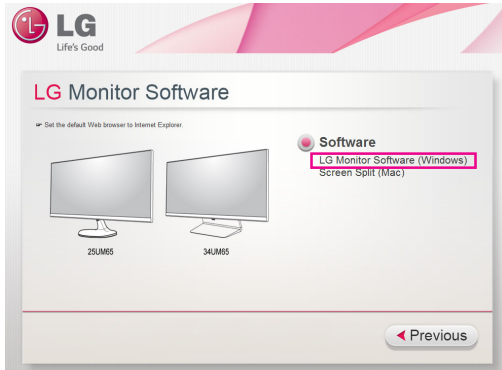 LG
Life's Good
LG Monitor Software
☞ Set the default Web browser to Internet Explorer.
Software
LG Monitor Software (Windows)
Screen Split (Mac)
25UM65
34UM65
Previous